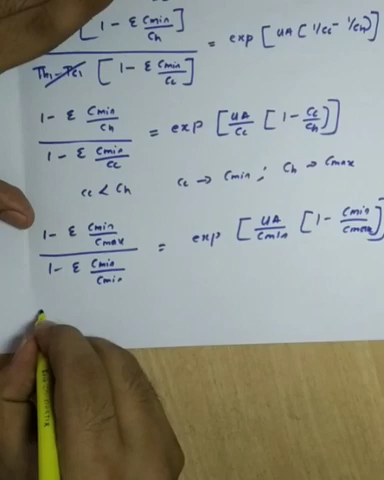 [1 - ε Cmin/Ch] / Th1 - Tc1 [1 - ε Cmin/Cc] = exp [UA (1/Cc - 1/Ch)]
1 - ε Cmin/Ch / 1 - ε Cmin/Cc = exp [UA/Cc [1 - Cc/Ch]]
Cc < Ch Cc → Cmin ; Ch → Cmax
1 - ε Cmin/Cmax / 1 - ε Cmin/Cmin = exp [UA/Cmin [1 - Cmin/Cmax]]